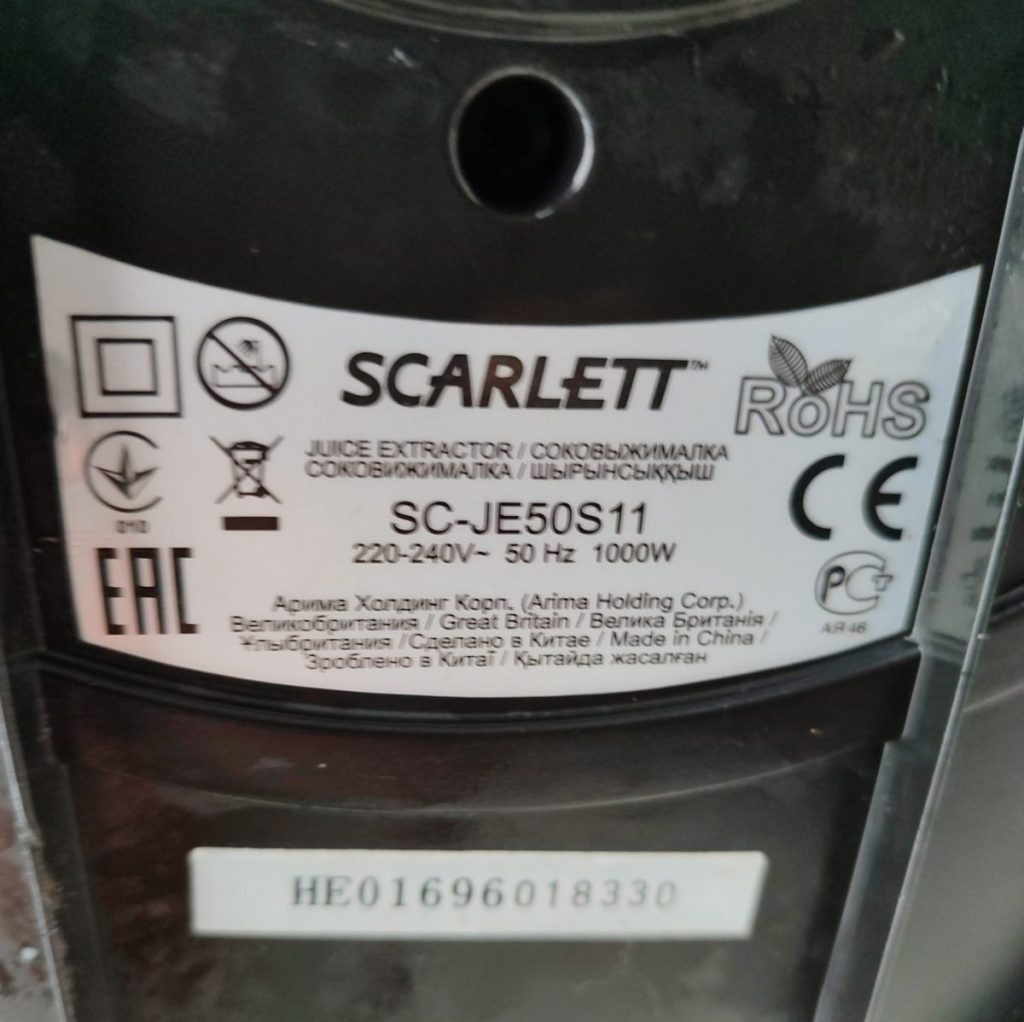 SCARLETT™
RoHS
JUICE EXTRACTOR / СОКОВЫЖИМАЛКА
СОКОВИЖИМАЛКА / ШЫРЫНСЫҚҚЫШ
SC-JE50S11
220-240V~ 50 Hz 1000W
010
EAC
CE
PC
АЯ46
Арима Холдинг Корп. (Arima Holding Corp.)
Великобритания / Great Britain / Велика Британія /
Ұлыбритания / Сделано в Китае / Made in China /
Зроблено в Китаї / Қытайда жасалған
HE01696018330